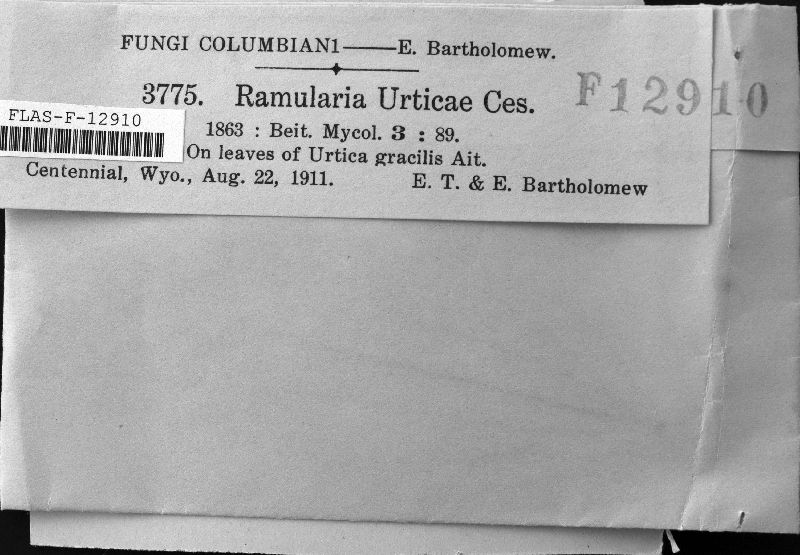 FUNGI COLUMBIANI——E. Bartholomew.
3775. Ramularia Urticae Ces.
F12910
FLAS-F-12910
1863 : Beit. Mycol. 3 : 89.
On leaves of Urtica gracilis Ait.
Centennial, Wyo., Aug. 22, 1911. E. T. & E. Bartholomew